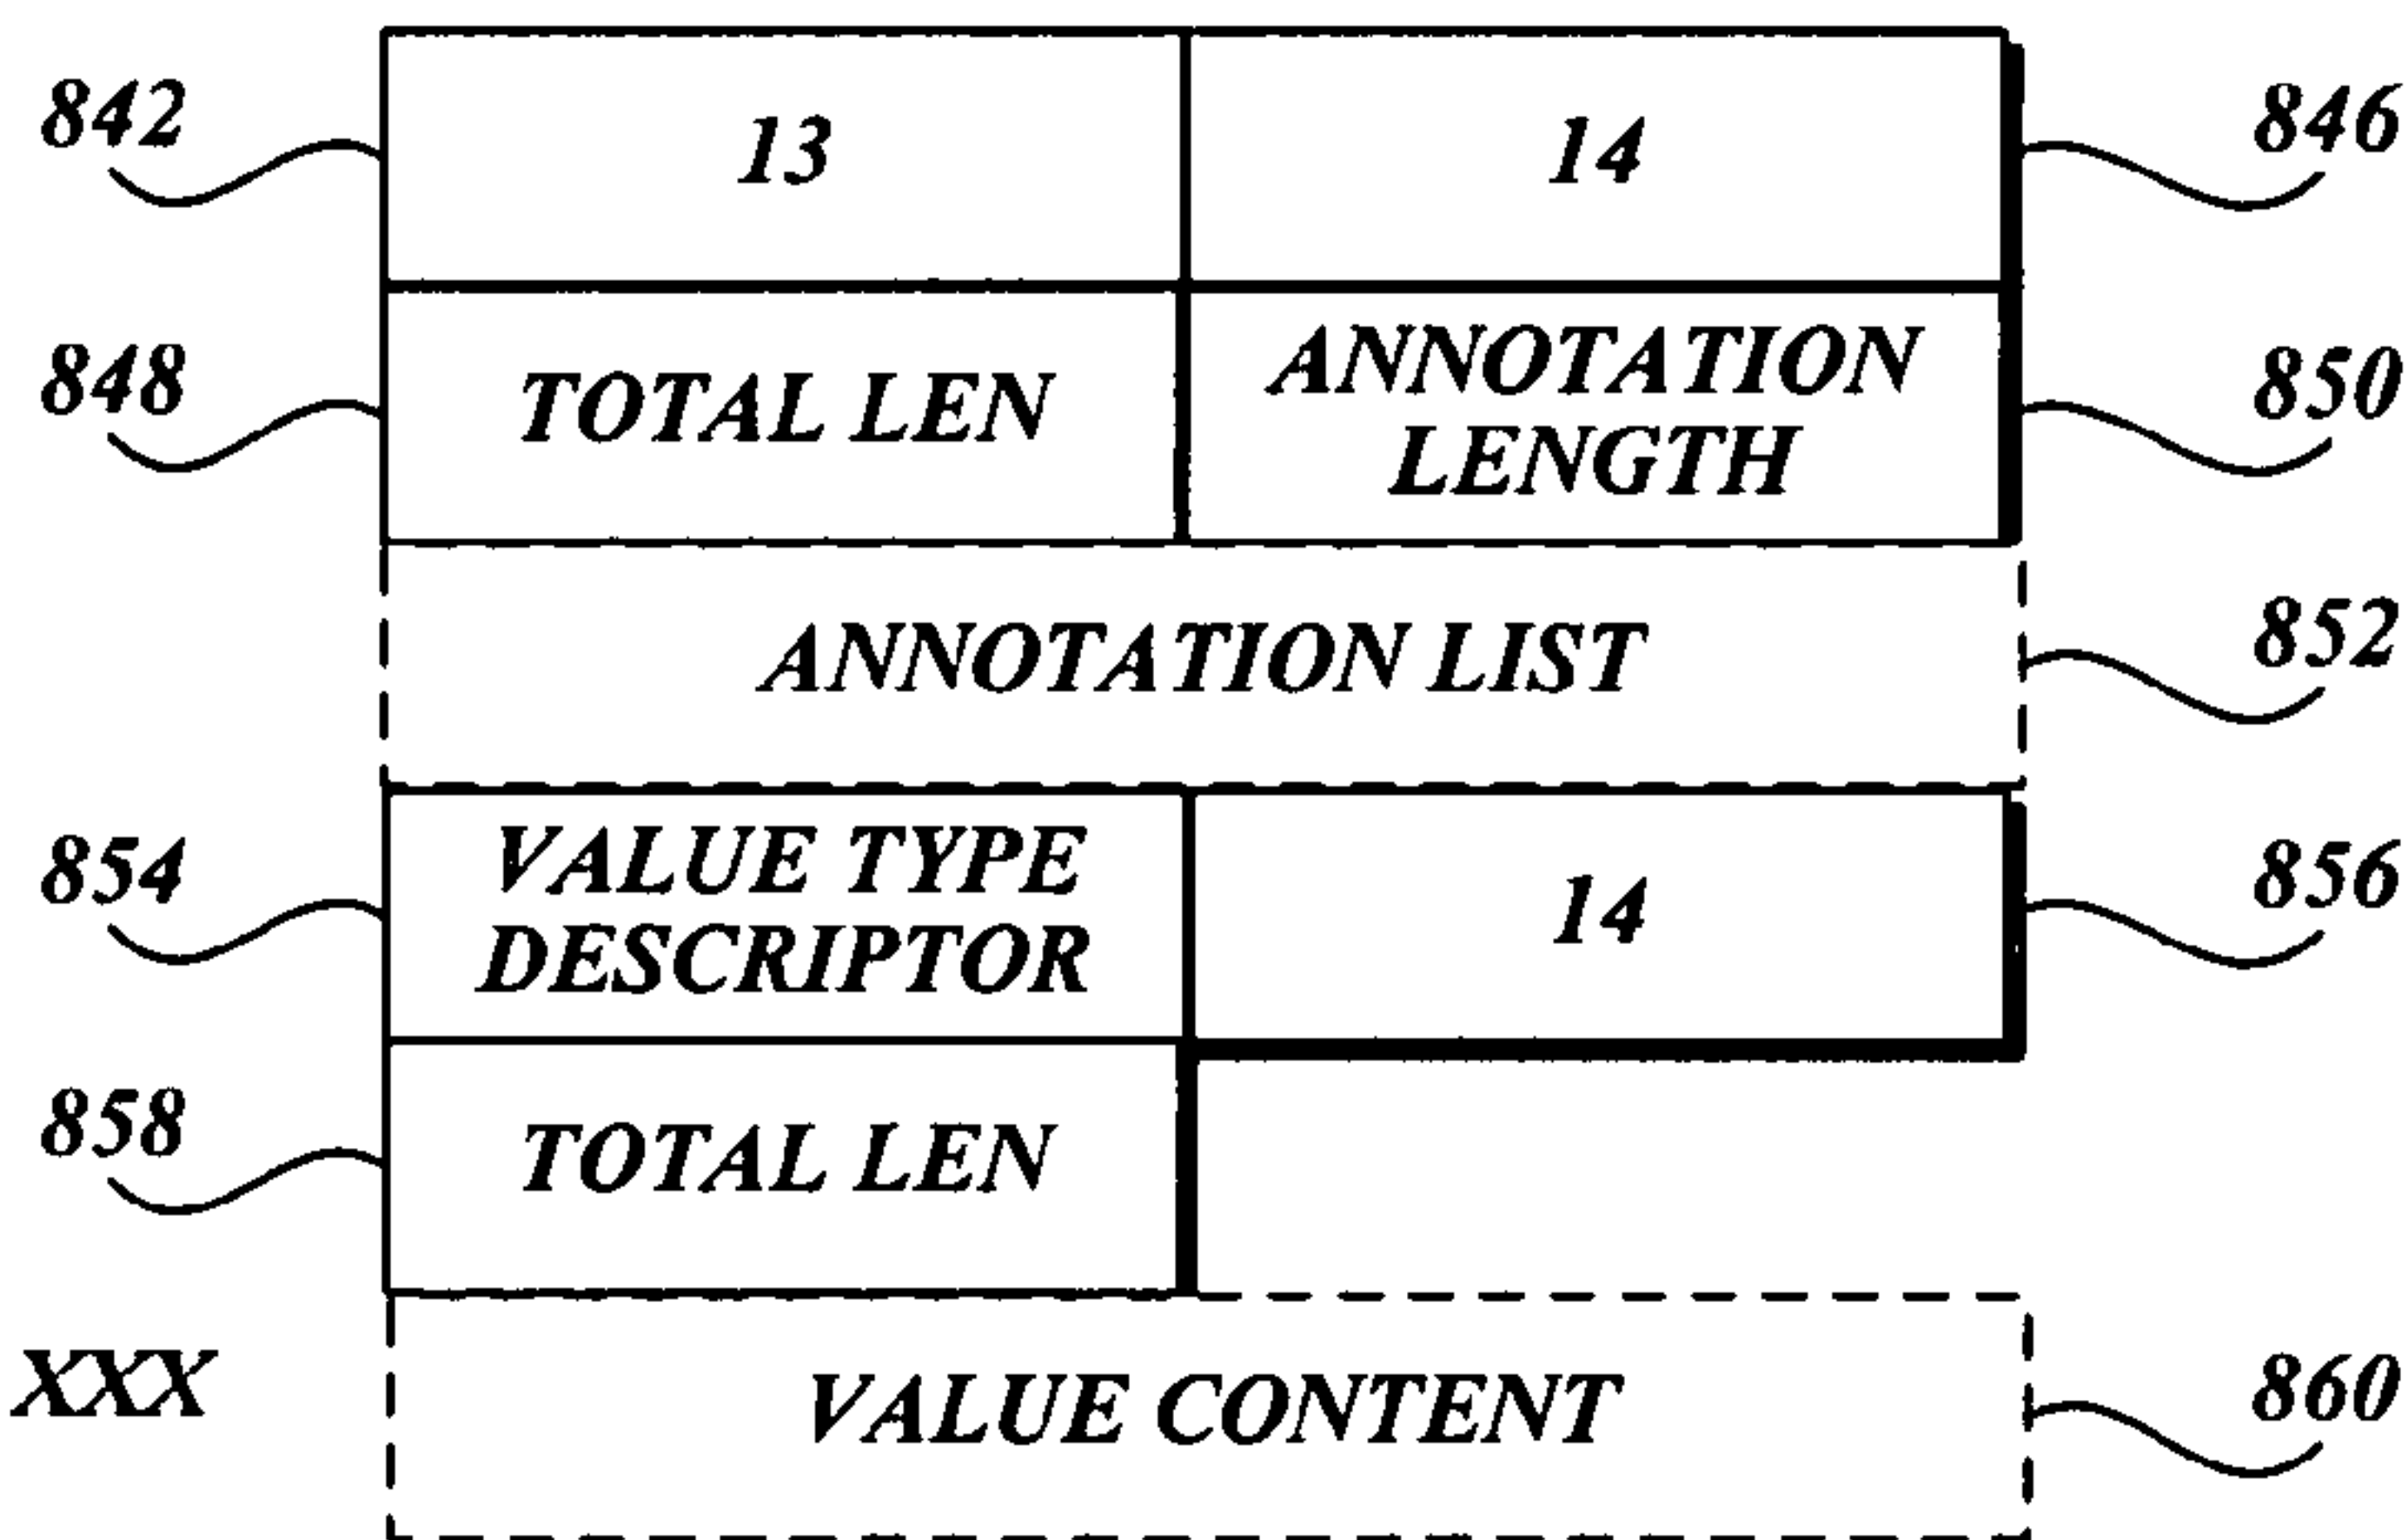 842 13 14 846
848 TOTAL LEN ANNOTATION LENGTH 850
ANNOTATION LIST 852
854 VALUE TYPE DESCRIPTOR 14 856
858 TOTAL LEN
XXX VALUE CONTENT 860